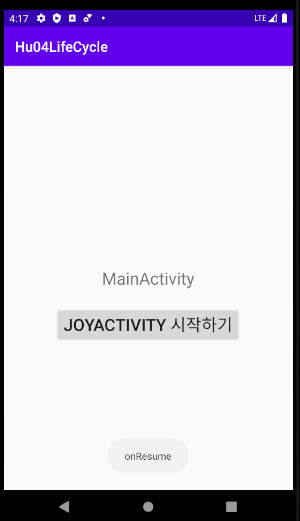 4:17 LTE
Hu04LifeCycle
MainActivity
JOYACTIVITY 시작하기
onResume